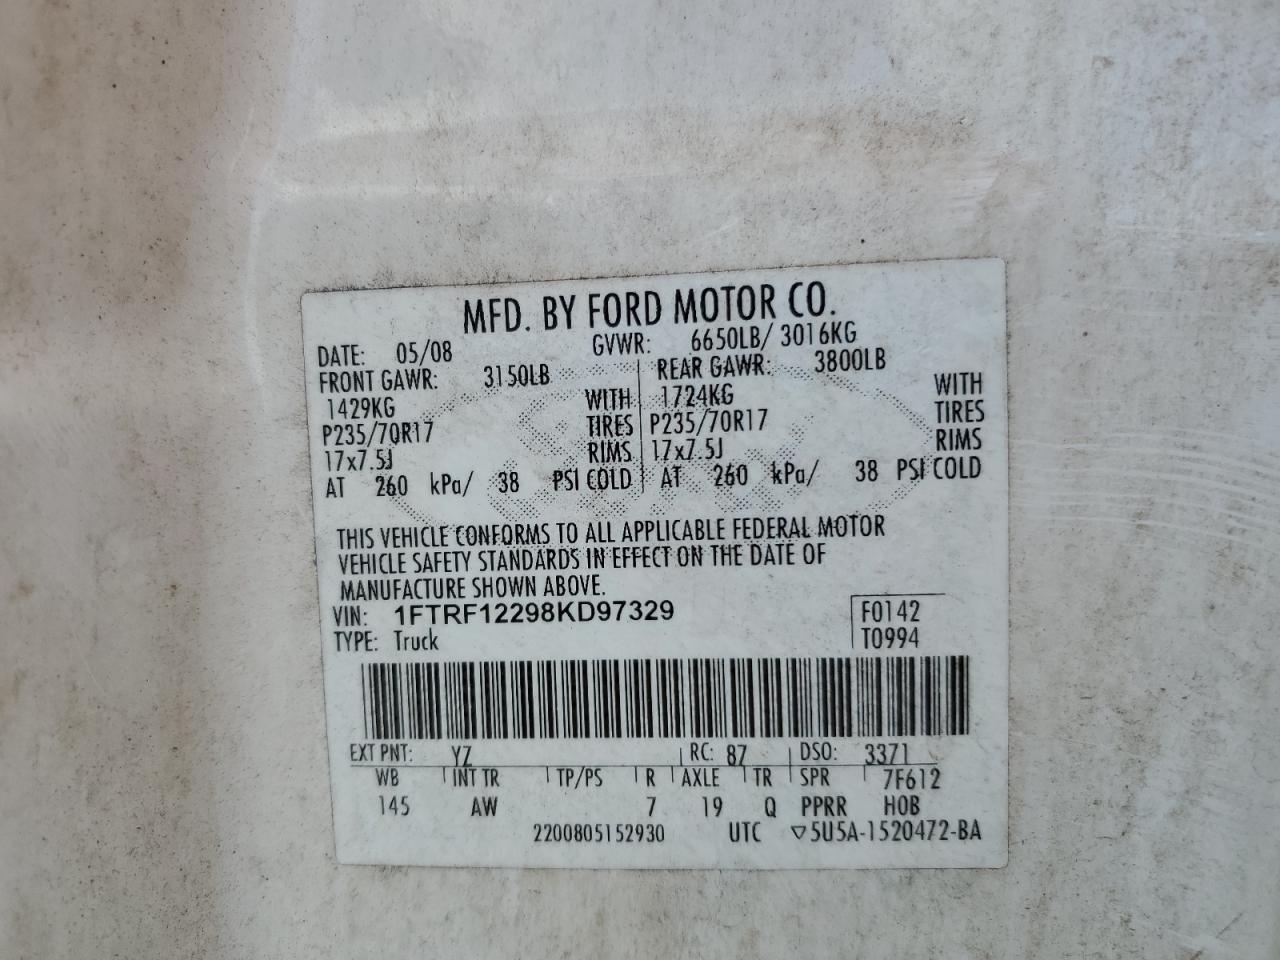 MFD. BY FORD MOTOR CO.
DATE: 05/08 GVWR: 6650LB/ 3016KG
FRONT GAWR: 3150LB REAR GAWR: 3800LB
1429KG WITH 1724KG WITH
P235/70R17 TIRES P235/70R17 TIRES
17x7.5J RIMS 17x7.5J RIMS
AT 260 kPa/ 38 PSI COLD AT 260 kPa/ 38 PSI COLD
THIS VEHICLE CONFORMS TO ALL APPLICABLE FEDERAL MOTOR
VEHICLE SAFETY STANDARDS IN EFFECT ON THE DATE OF
MANUFACTURE SHOWN ABOVE.
VIN: 1FTRF12298KD97329 F0142
TYPE: Truck T0994
EXT PNT: YZ RC: 87 DSO: 3371
WB INT TR TP/PS R AXLE TR SPR 7F612
145 AW 7 19 Q PPRR HOB
2200805152930 UTC ▽5U5A-1520472-BA